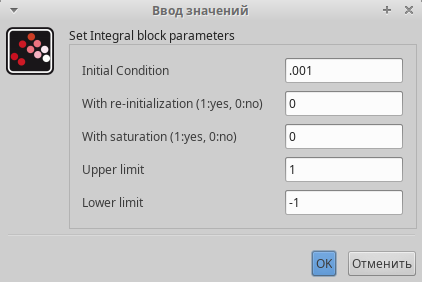 Ввод значений
Set Integral block parameters
Initial Condition .001
With re-initialization (1:yes, 0:no) 0
With saturation (1:yes, 0:no) 0
Upper limit 1
Lower limit -1
OK Отменить